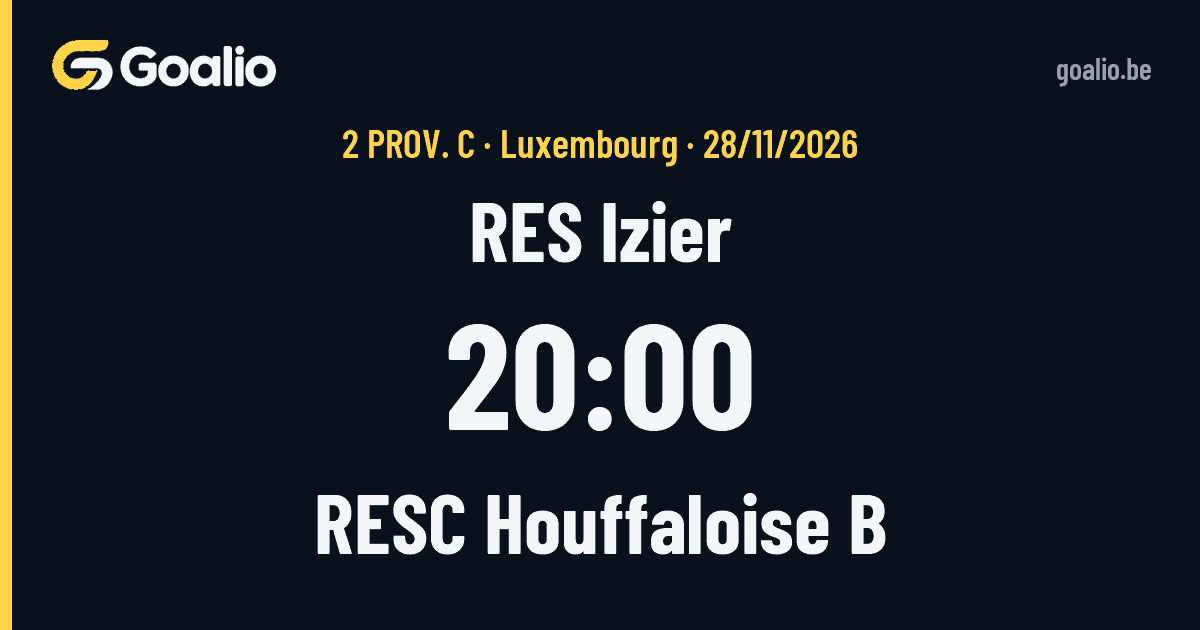 Goalio
goalio.be
2 PROV. C · Luxembourg · 28/11/2026
RES Izier
20:00
RESC Houffaloise B